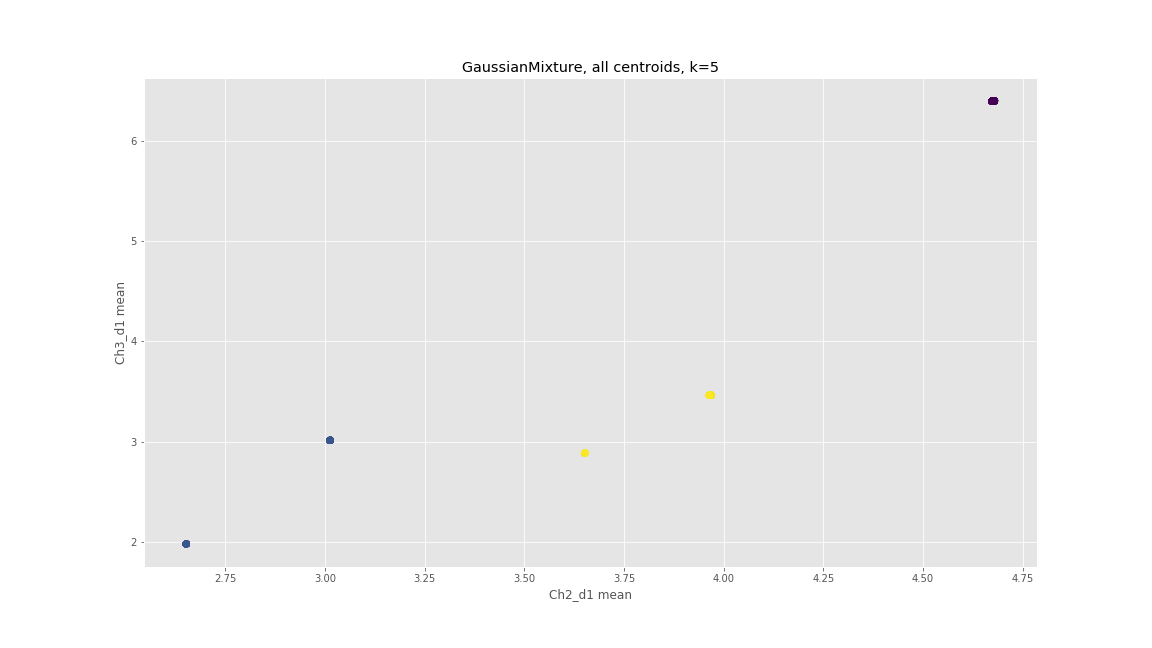 GaussianMixture, all centroids, k=5
6
5
4
3
2
Ch3_d1 mean
2.75 3.00 3.25 3.50 3.75 4.00 4.25 4.50 4.75
Ch2_d1 mean